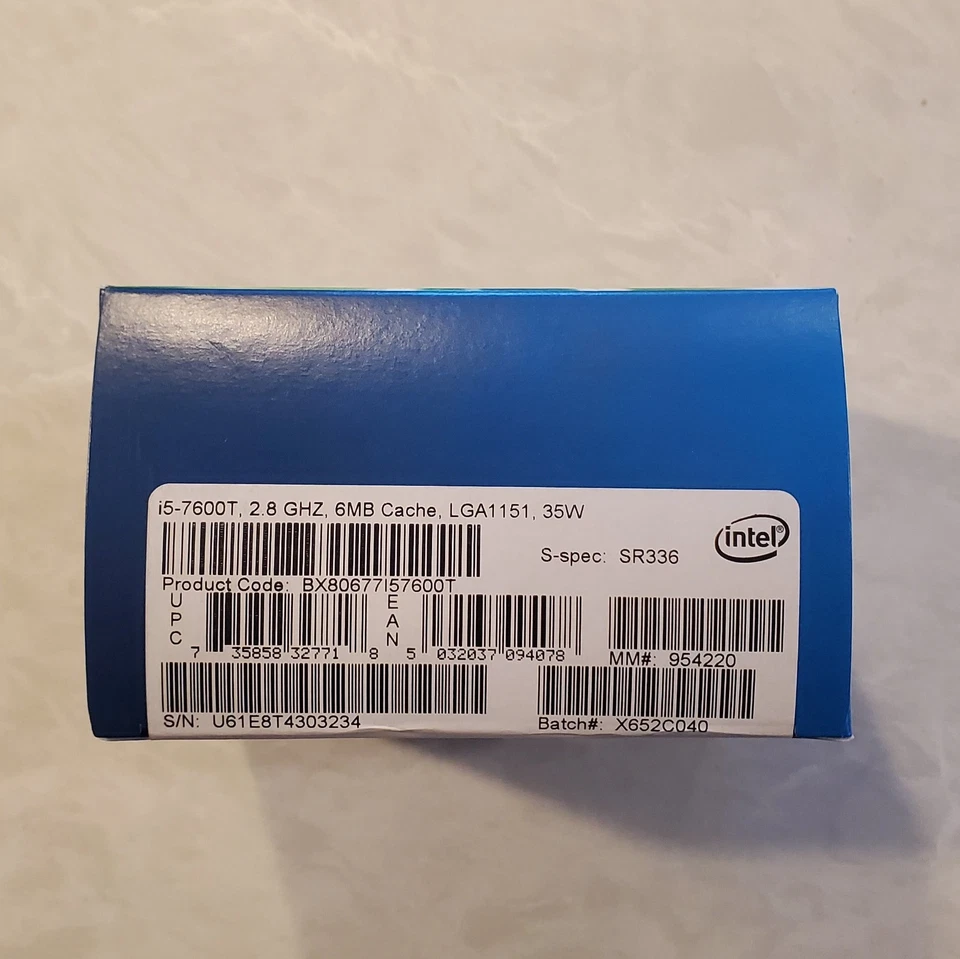 i5-7600T, 2.8 GHZ, 6MB Cache, LGA1151, 35W
intel®
S-spec: SR336
Product Code: BX80677I57600T
UPC
7 35858 32771 8
EAN
5 032037 094078
MM#: 954220
S/N: U61E8T4303234
Batch#: X652C040